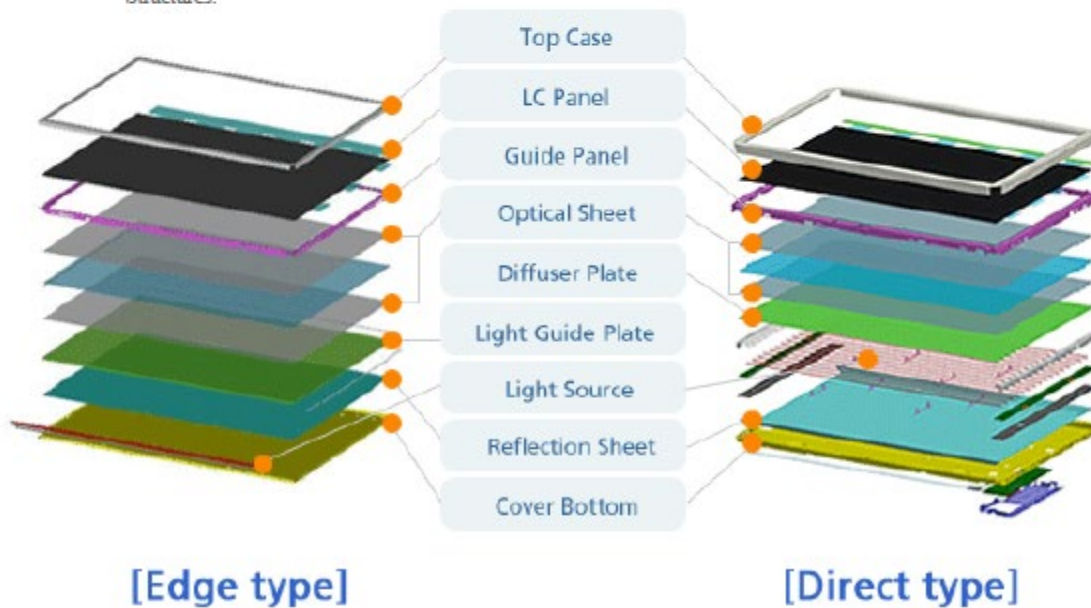 Structures.
Top Case
LC Panel
Guide Panel
Optical Sheet
Diffuser Plate
Light Guide Plate
Light Source
Reflection Sheet
Cover Bottom
[Edge type]
[Direct type]